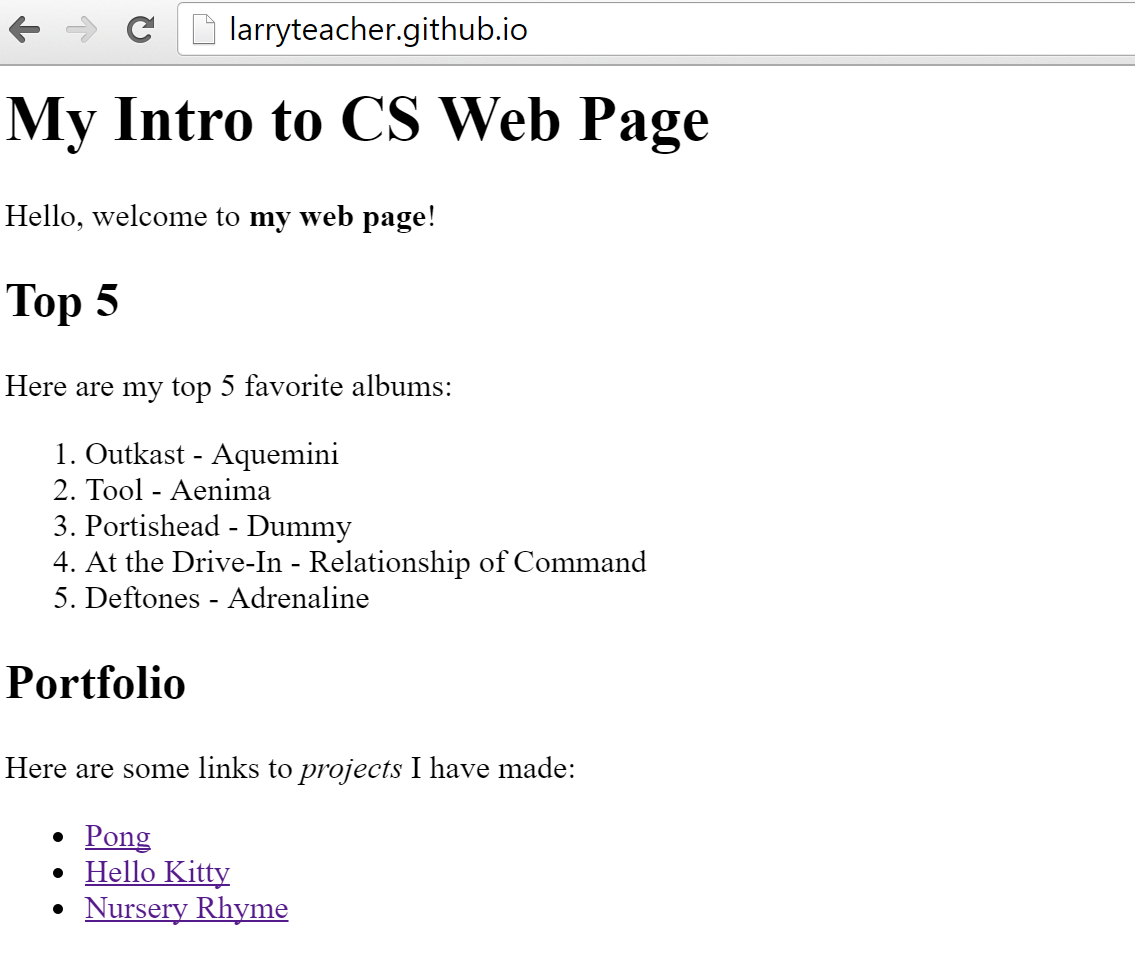 larryteacher.github.io
My Intro to CS Web Page
Hello, welcome to my web page!
Top 5
Here are my top 5 favorite albums:
1. Outkast - Aquemini
2. Tool - Aenima
3. Portishead - Dummy
4. At the Drive-In - Relationship of Command
5. Deftones - Adrenaline
Portfolio
Here are some links to projects I have made:
• Pong
• Hello Kitty
• Nursery Rhyme